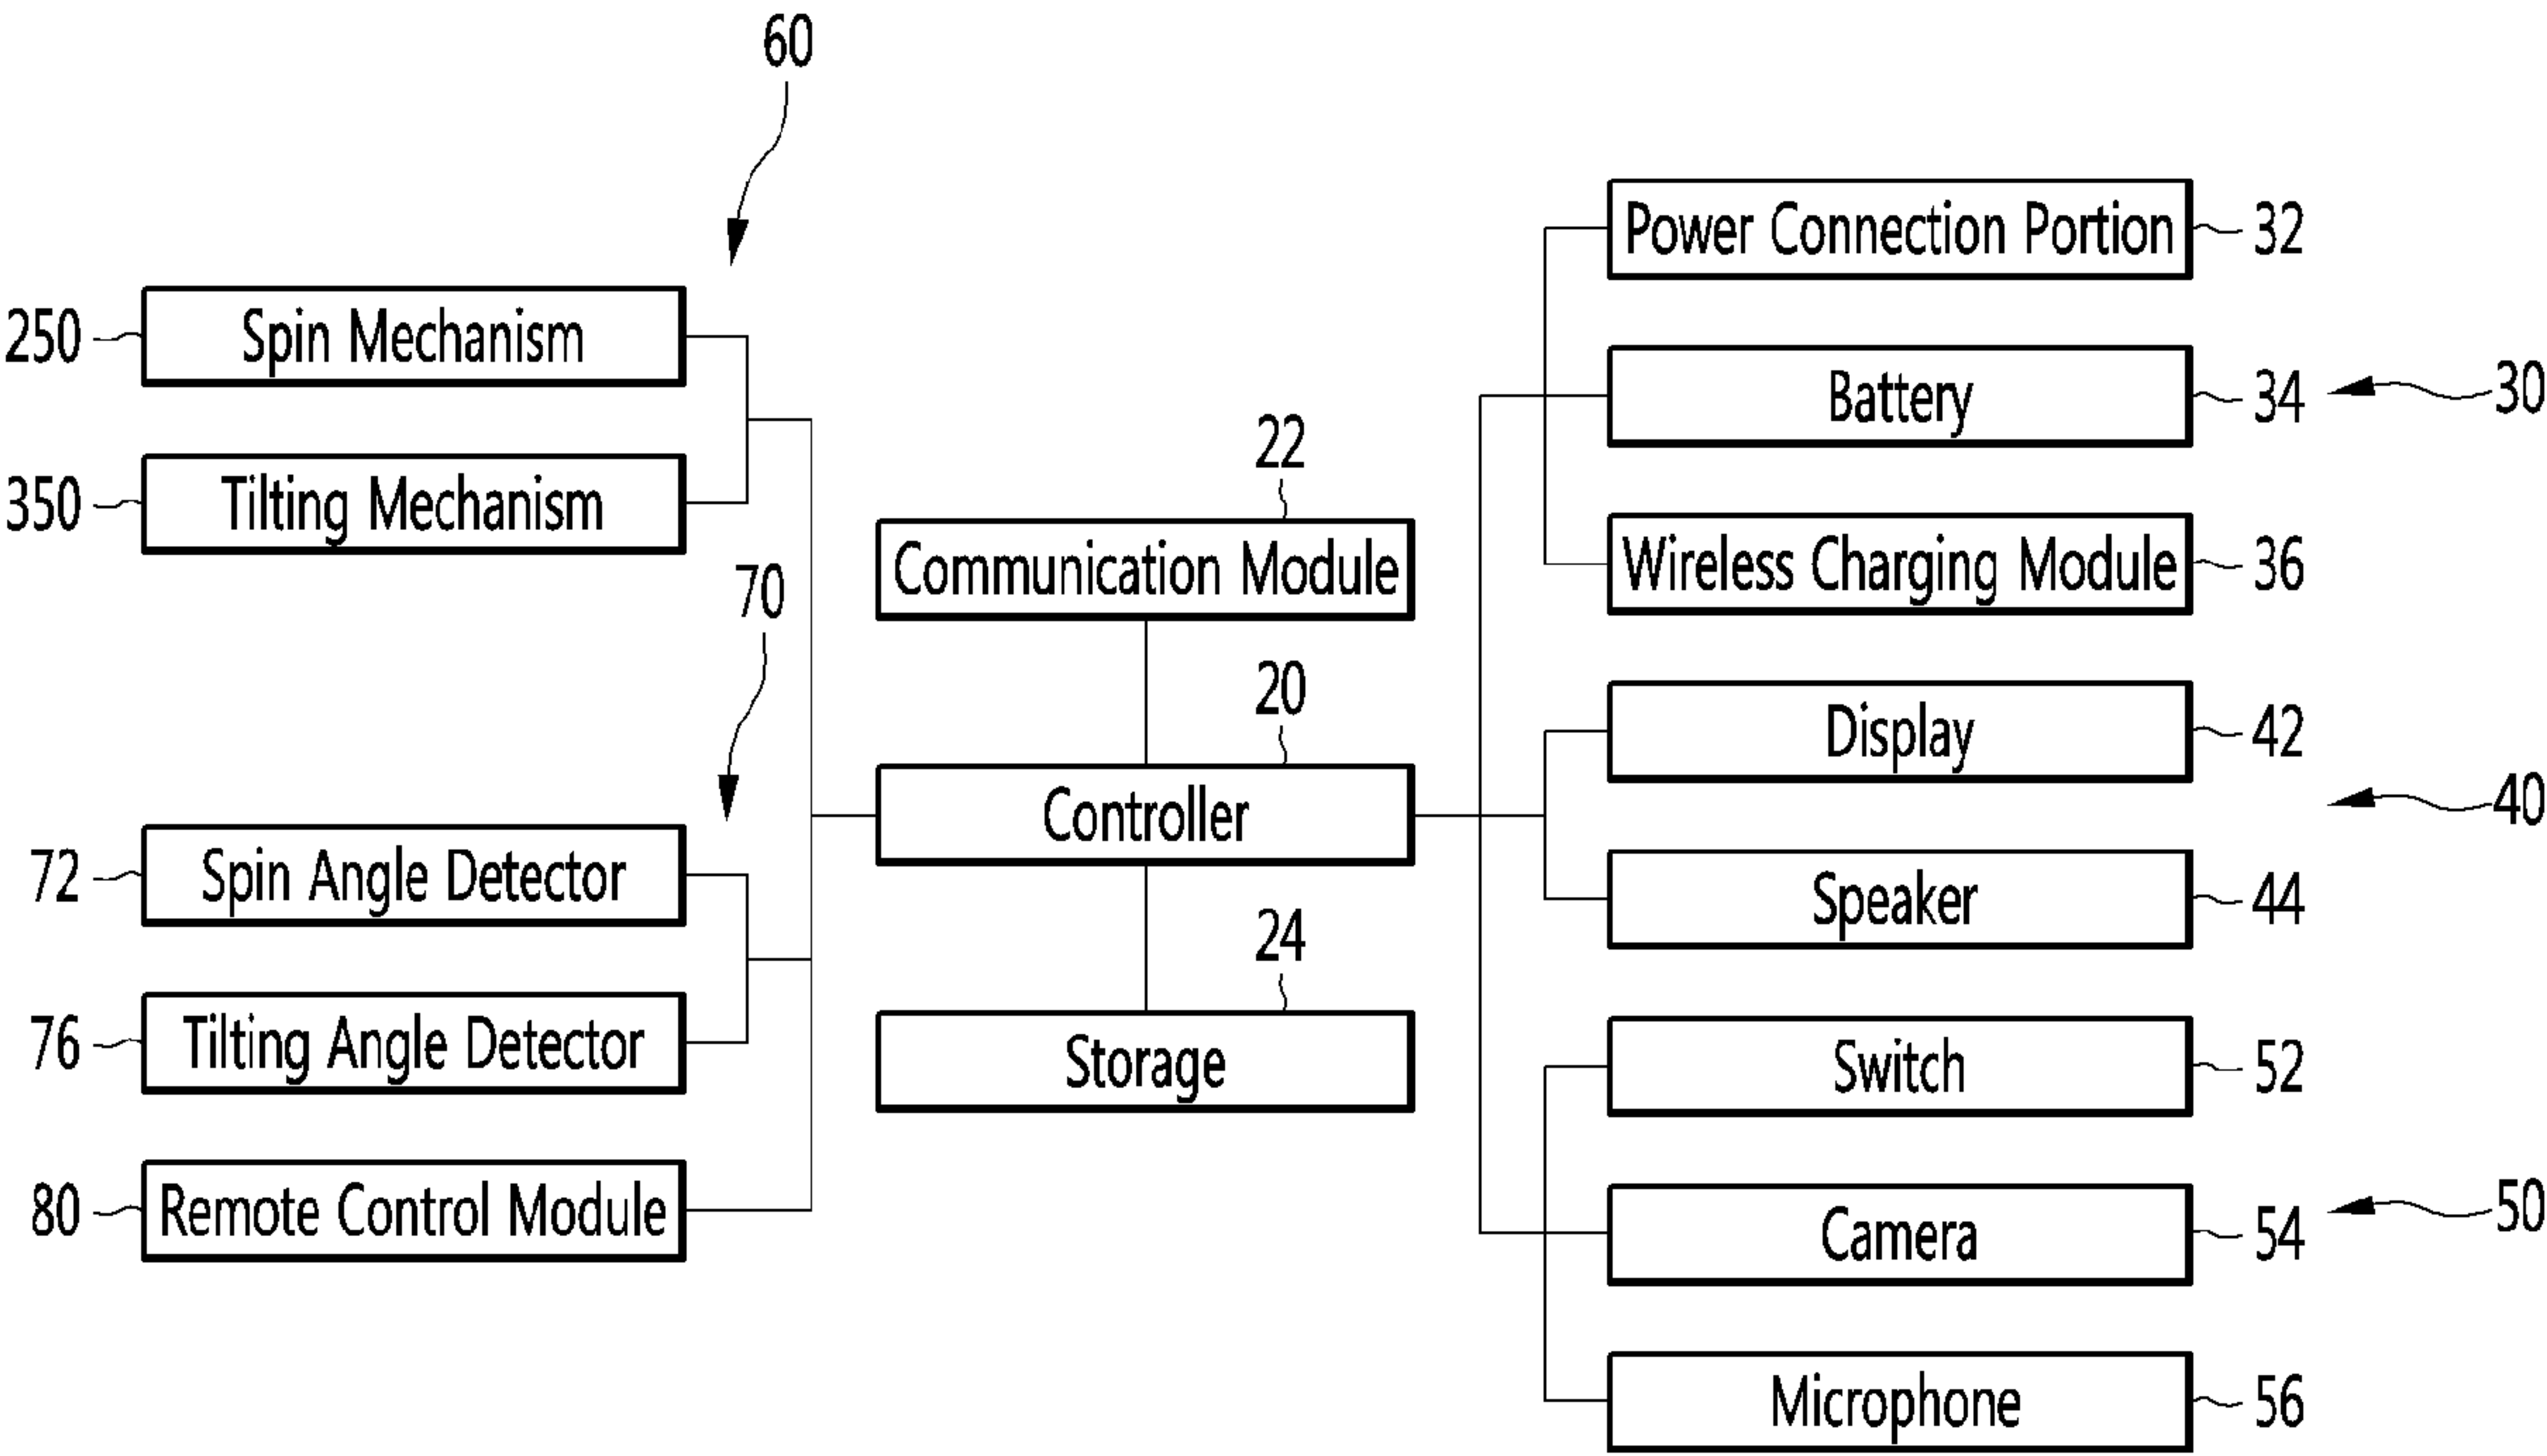 60
Power Connection Portion 32
250 Spin Mechanism
Battery 34 30
350 Tilting Mechanism
22
Communication Module
Wireless Charging Module 36
70
20
Display 42
Controller
40
72 Spin Angle Detector
Speaker 44
24
76 Tilting Angle Detector
Storage
Switch 52
80 Remote Control Module
Camera 54 50
Microphone 56